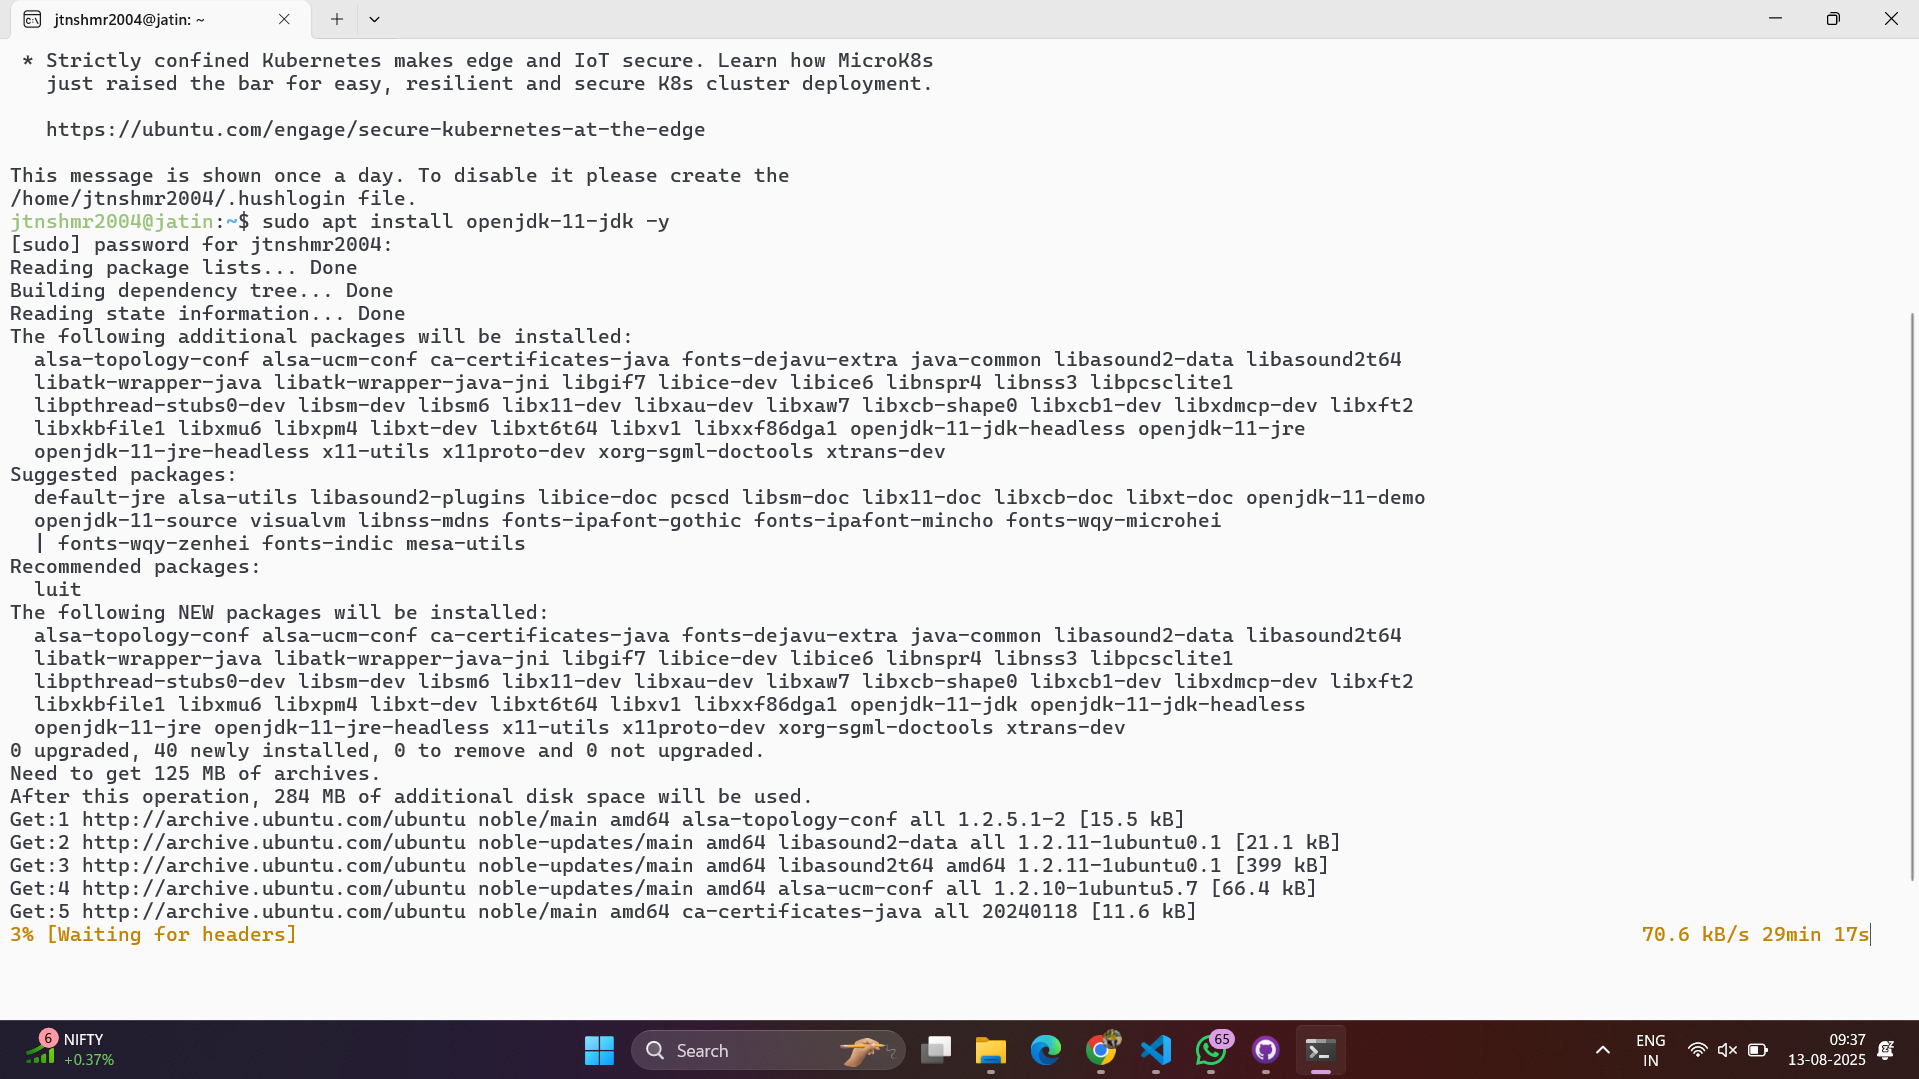 jtnshmr2004@jatin: ~
* Strictly confined Kubernetes makes edge and IoT secure. Learn how MicroK8s
just raised the bar for easy, resilient and secure K8s cluster deployment.
https://ubuntu.com/engage/secure-kubernetes-at-the-edge
This message is shown once a day. To disable it please create the
/home/jtnshmr2004/.hushlogin file.
jtnshmr2004@jatin:~$ sudo apt install openjdk-11-jdk -y
[sudo] password for jtnshmr2004:
Reading package lists... Done
Building dependency tree... Done
Reading state information... Done
The following additional packages will be installed:
alsa-topology-conf alsa-ucm-conf ca-certificates-java fonts-dejavu-extra java-common libasound2-data libasound2t64
libatk-wrapper-java libatk-wrapper-java-jni libgif7 libice-dev libice6 libnspr4 libnss3 libpcsclite1
libpthread-stubs0-dev libsm-dev libsm6 libx11-dev libxau-dev libxaw7 libxcb-shape0 libxcb1-dev libxdmcp-dev libxft2
libxkbfile1 libxmu6 libxpm4 libxt-dev libxt6t64 libxv1 libxxf86dga1 openjdk-11-jdk-headless openjdk-11-jre
openjdk-11-jre-headless x11-utils x11proto-dev xorg-sgml-doctools xtrans-dev
Suggested packages:
default-jre alsa-utils libasound2-plugins libice-doc pcscd libsm-doc libx11-doc libxcb-doc libxt-doc openjdk-11-demo
openjdk-11-source visualvm libnss-mdns fonts-ipafont-gothic fonts-ipafont-mincho fonts-wqy-microhei
| fonts-wqy-zenhei fonts-indic mesa-utils
Recommended packages:
luit
The following NEW packages will be installed:
alsa-topology-conf alsa-ucm-conf ca-certificates-java fonts-dejavu-extra java-common libasound2-data libasound2t64
libatk-wrapper-java libatk-wrapper-java-jni libgif7 libice-dev libice6 libnspr4 libnss3 libpcsclite1
libpthread-stubs0-dev libsm-dev libsm6 libx11-dev libxau-dev libxaw7 libxcb-shape0 libxcb1-dev libxdmcp-dev libxft2
libxkbfile1 libxmu6 libxpm4 libxt-dev libxt6t64 libxv1 libxxf86dga1 openjdk-11-jdk openjdk-11-jdk-headless
openjdk-11-jre openjdk-11-jre-headless x11-utils x11proto-dev xorg-sgml-doctools xtrans-dev
0 upgraded, 40 newly installed, 0 to remove and 0 not upgraded.
Need to get 125 MB of archives.
After this operation, 284 MB of additional disk space will be used.
Get:1 http://archive.ubuntu.com/ubuntu noble/main amd64 alsa-topology-conf all 1.2.5.1-2 [15.5 kB]
Get:2 http://archive.ubuntu.com/ubuntu noble-updates/main amd64 libasound2-data all 1.2.11-1ubuntu0.1 [21.1 kB]
Get:3 http://archive.ubuntu.com/ubuntu noble-updates/main amd64 libasound2t64 amd64 1.2.11-1ubuntu0.1 [399 kB]
Get:4 http://archive.ubuntu.com/ubuntu noble-updates/main amd64 alsa-ucm-conf all 1.2.10-1ubuntu5.7 [66.4 kB]
Get:5 http://archive.ubuntu.com/ubuntu noble/main amd64 ca-certificates-java all 20240118 [11.6 kB]
3% [Waiting for headers] 70.6 kB/s 29min 17s
6 NIFTY
+0.37%
Search
65
ENG
IN
09:37
13-08-2025